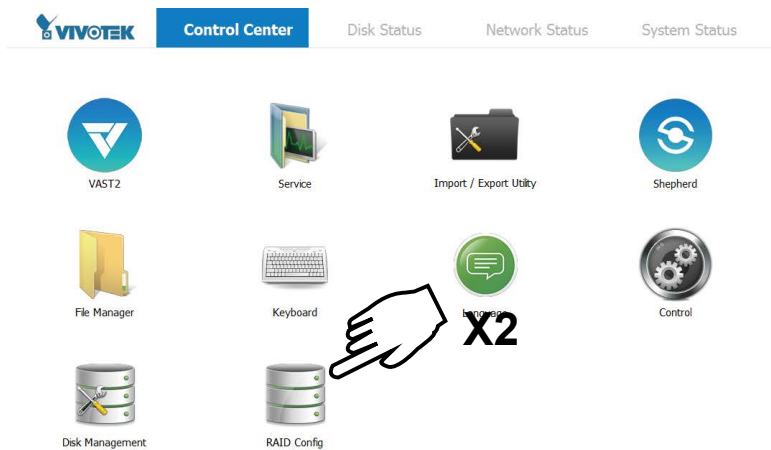 VIVOTEK Control Center Disk Status Network Status System Status
VAST2 Service Import / Export Utility Shepherd
File Manager Keyboard Language Control
X2
Disk Management RAID Config